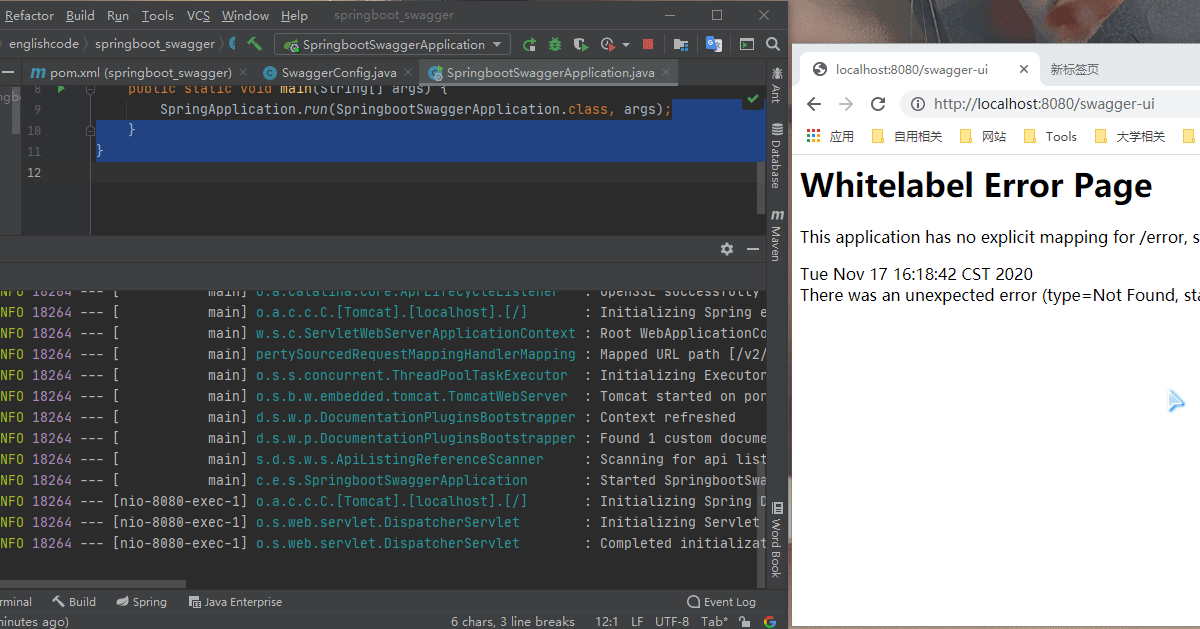 Refactor Build Run Tools VCS Window Help springboot_swagger
englishcode springboot_swagger SpringbootSwaggerApplication
pom.xml (springboot_swagger) SwaggerConfig.java SpringbootSwaggerApplication.java
8 public static void main(String[] args) {
9 SpringApplication.run(SpringbootSwaggerApplication.class, args);
10 }
11 }
12
Ant
Database
Maven
Word Book
NFO 18264 --- [ main] o.a.catalina.core.AprLifecycleListener : OpenSSL successfully
NFO 18264 --- [ main] o.a.c.c.C.[Tomcat].[localhost].[/] : Initializing Spring e
NFO 18264 --- [ main] w.s.c.ServletWebServerApplicationContext : Root WebApplicationCo
NFO 18264 --- [ main] pertySourcedRequestMappingHandlerMapping : Mapped URL path [/v2/
NFO 18264 --- [ main] o.s.s.concurrent.ThreadPoolTaskExecutor : Initializing Executor
NFO 18264 --- [ main] o.s.b.w.embedded.tomcat.TomcatWebServer : Tomcat started on por
NFO 18264 --- [ main] d.s.w.p.DocumentationPluginsBootstrapper : Context refreshed
NFO 18264 --- [ main] d.s.w.p.DocumentationPluginsBootstrapper : Found 1 custom docume
NFO 18264 --- [ main] s.d.s.w.s.ApiListingReferenceScanner : Scanning for api list
NFO 18264 --- [ main] c.e.s.SpringbootSwaggerApplication : Started SpringbootSwa
NFO 18264 --- [nio-8080-exec-1] o.a.c.c.C.[Tomcat].[localhost].[/] : Initializing Spring D
NFO 18264 --- [nio-8080-exec-1] o.s.web.servlet.DispatcherServlet : Initializing Servlet
NFO 18264 --- [nio-8080-exec-1] o.s.web.servlet.DispatcherServlet : Completed initializat
rminal Build Spring Java Enterprise Event Log
minutes ago) 6 chars, 3 line breaks 12:1 LF UTF-8 Tab*
localhost:8080/swagger-ui 新标签页
http://localhost:8080/swagger-ui
应用 自用相关 网站 Tools 大学相关
Whitelabel Error Page
This application has no explicit mapping for /error, s
Tue Nov 17 16:18:42 CST 2020
There was an unexpected error (type=Not Found, sta